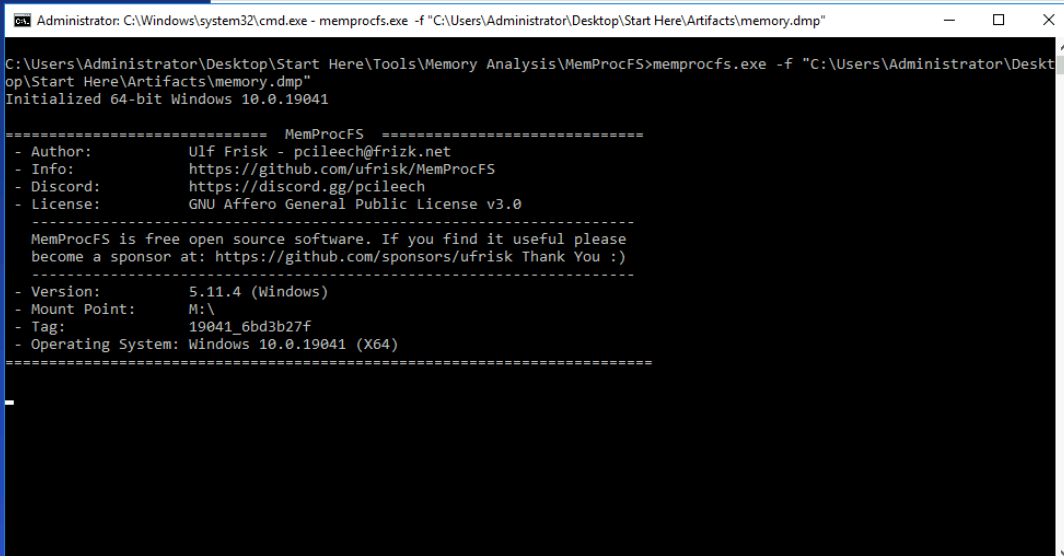 Administrator: C:\Windows\system32\cmd.exe - memprocfs.exe  -f "C:\Users\Administrator\Desktop\Start Here\Artifacts\memory.dmp"
C:\Users\Administrator\Desktop\Start Here\Tools\Memory Analysis\MemProcFS>memprocfs.exe -f "C:\Users\Administrator\Deskt
op\Start Here\Artifacts\memory.dmp"
Initialized 64-bit Windows 10.0.19041
==============================  MemProcFS  ==============================
 - Author:           Ulf Frisk - pcileech@frizk.net
 - Info:             https://github.com/ufrisk/MemProcFS
 - Discord:          https://discord.gg/pcileech
 - License:          GNU Affero General Public License v3.0
   ---------------------------------------------------------------------
   MemProcFS is free open source software. If you find it useful please
   become a sponsor at: https://github.com/sponsors/ufrisk Thank You :)
   ---------------------------------------------------------------------
 - Version:          5.11.4 (Windows)
 - Mount Point:      M:\
 - Tag:              19041_6bd3b27f
 - Operating System: Windows 10.0.19041 (X64)
==========================================================================